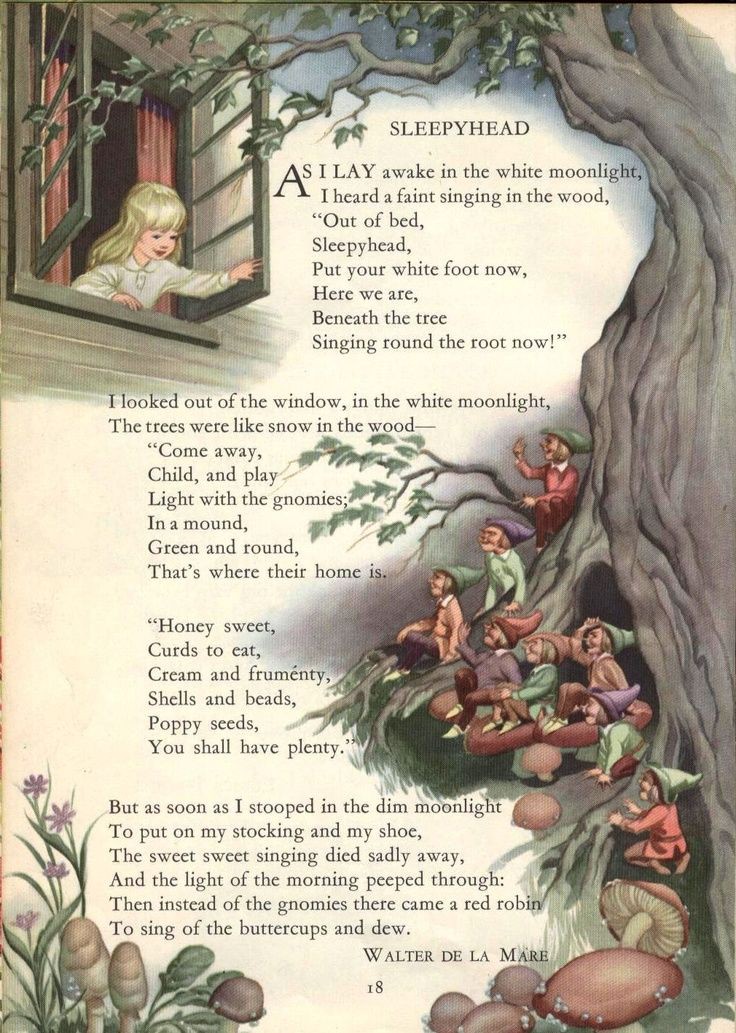 SLEEPYHEAD
AS I LAY awake in the white moonlight,
I heard a faint singing in the wood,
“Out of bed,
Sleepyhead,
Put your white foot now,
Here we are,
Beneath the tree
Singing round the root now!”
I looked out of the window, in the white moonlight,
The trees were like snow in the wood—
“Come away,
Child, and play
Light with the gnomies;
In a mound,
Green and round,
That’s where their home is.
“Honey sweet,
Curds to eat,
Cream and fruménty,
Shells and beads,
Poppy seeds,
You shall have plenty.”
But as soon as I stooped in the dim moonlight
To put on my stocking and my shoe,
The sweet sweet singing died sadly away,
And the light of the morning peeped through:
Then instead of the gnomies there came a red robin
To sing of the buttercups and dew.
WALTER DE LA MARE
18